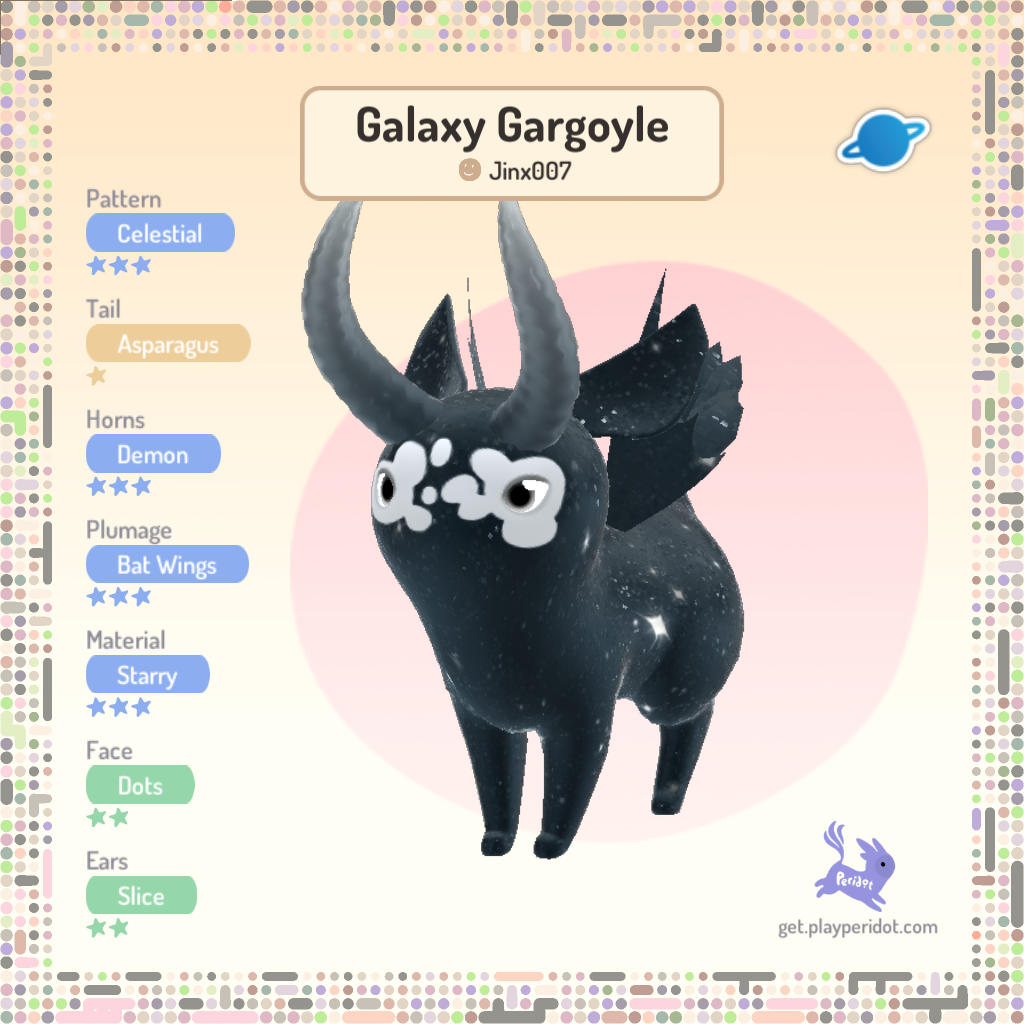 Galaxy Gargoyle
Jinx007
Pattern
Celestial
Tail
Asparagus
Horns
Demon
Plumage
Bat Wings
Material
Starry
Face
Dots
Ears
Slice
Peridot
get.playperidot.com